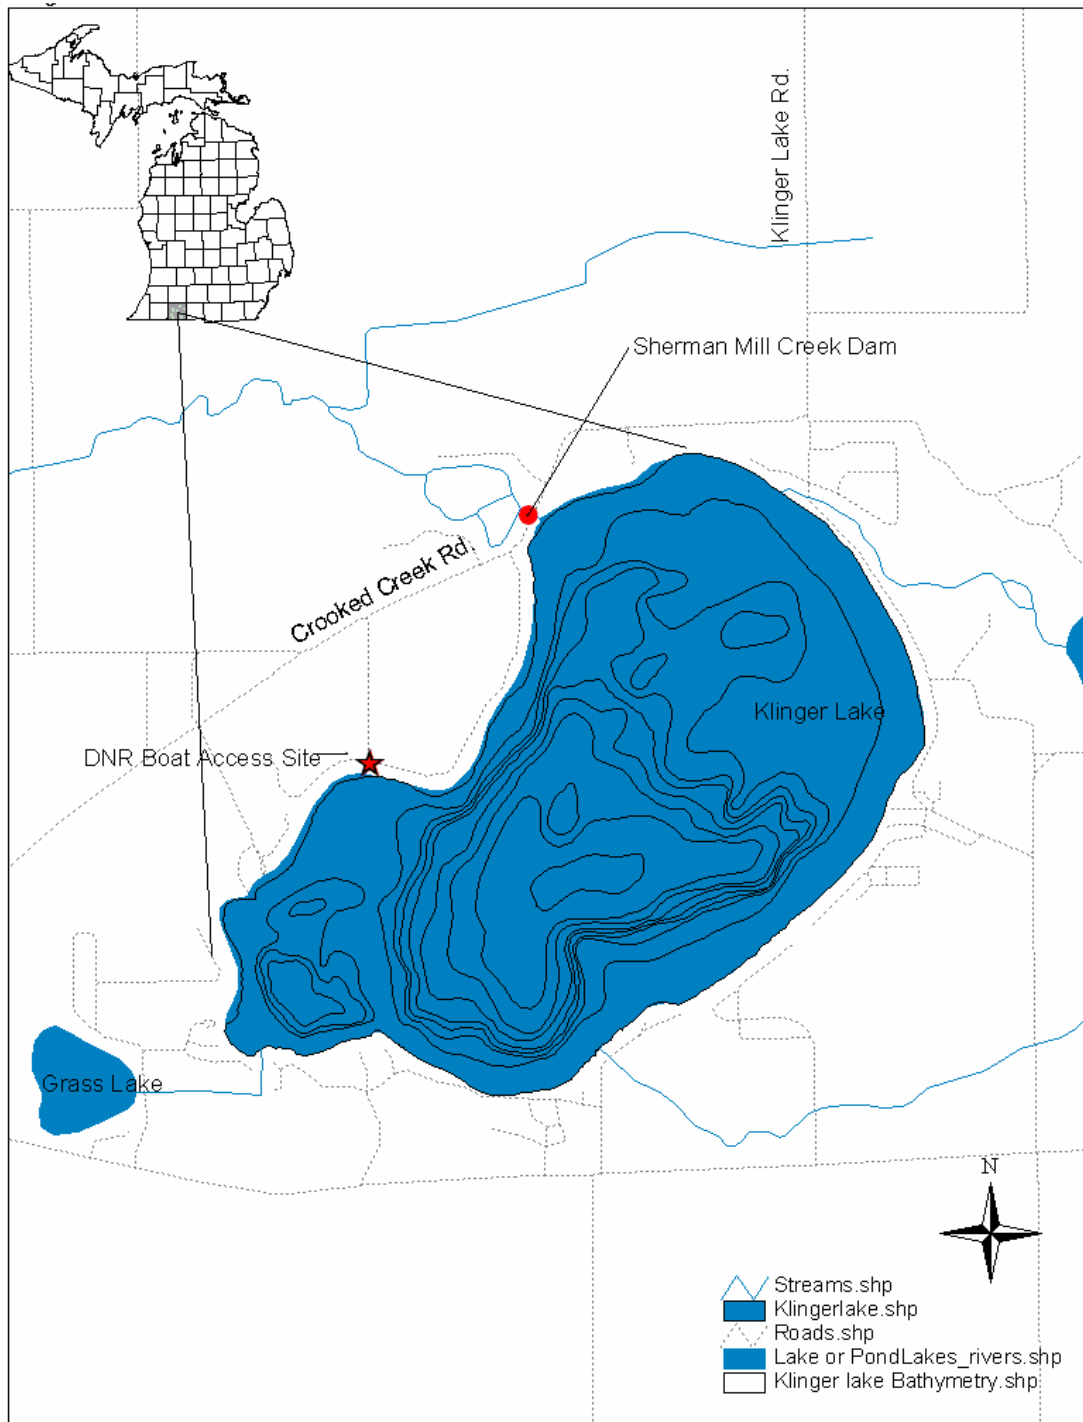 Klinger Lake Rd.
Sherman Mill Creek Dam
Crooked Creek Rd.
Klinger Lake
DNR Boat Access Site
Grass Lake
N
Streams.shp
Klingerlake.shp
Roads.shp
Lake or PondLakes_rivers.shp
Klinger lake Bathymetry.shp